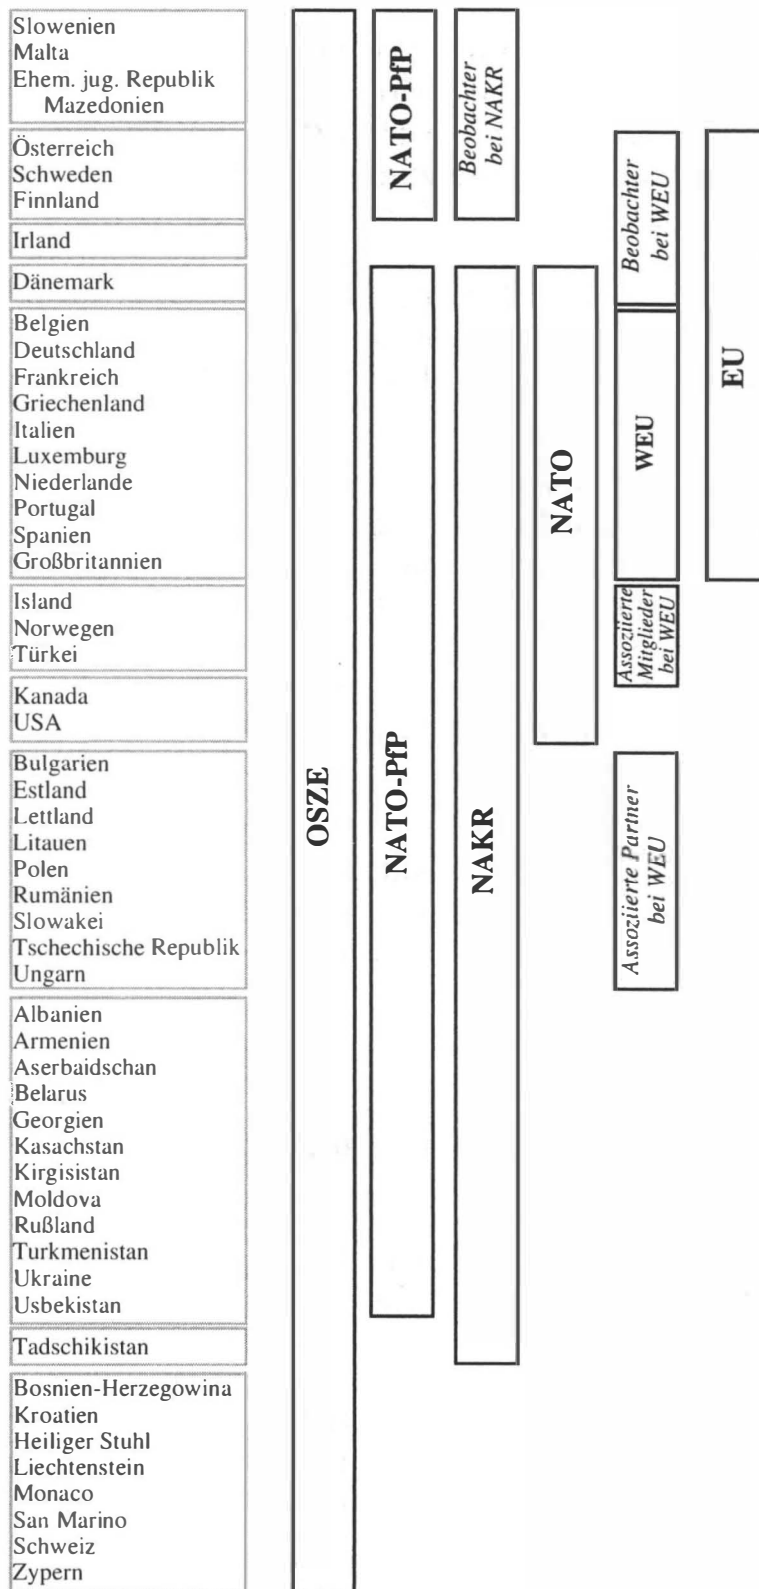 Slowenien
Malta
Ehem. jug. Republik
Mazedonien
Österreich
Schweden
Finnland
Irland
Dänemark
Belgien
Deutschland
Frankreich
Griechenland
Italien
Luxemburg
Niederlande
Portugal
Spanien
Großbritannien
Island
Norwegen
Türkei
Kanada
USA
Bulgarien
Estland
Lettland
Litauen
Polen
Rumänien
Slowakei
Tschechische Republik
Ungarn
Albanien
Armenien
Aserbaidschan
Belarus
Georgien
Kasachstan
Kirgisistan
Moldova
Rußland
Turkmenistan
Ukraine
Usbekistan
Tadschikistan
Bosnien-Herzegowina
Kroatien
Heiliger Stuhl
Liechtenstein
Monaco
San Marino
Schweiz
Zypern
OSZE
NATO-PfP
NATO-PfP
Beobachter
bei NAKR
NAKR
NATO
Beobachter
bei WEU
WEU
Assoziierte
Mitglieder
bei WEU
Assoziierte Partner
bei WEU
EU